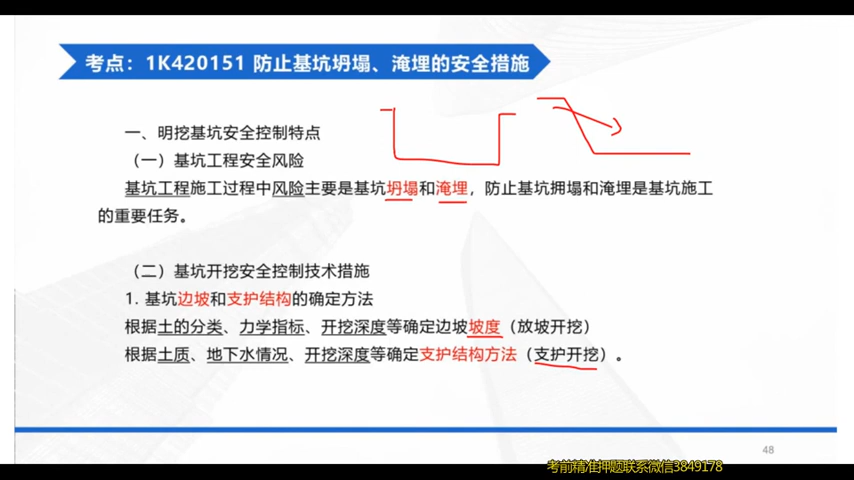 考点：1K420151 防止基坑坍塌、淹埋的安全措施
一、明挖基坑安全控制特点
（一）基坑工程安全风险
基坑工程施工过程中风险主要是基坑坍塌和淹埋，防止基坑拥塌和淹埋是基坑施工
的重要任务。
（二）基坑开挖安全控制技术措施
1. 基坑边坡和支护结构的确定方法
根据土的分类、力学指标、开挖深度等确定边坡坡度（放坡开挖）
根据土质、地下水情况、开挖深度等确定支护结构方法（支护开挖）。
48
考前精准押题联系微信3849178